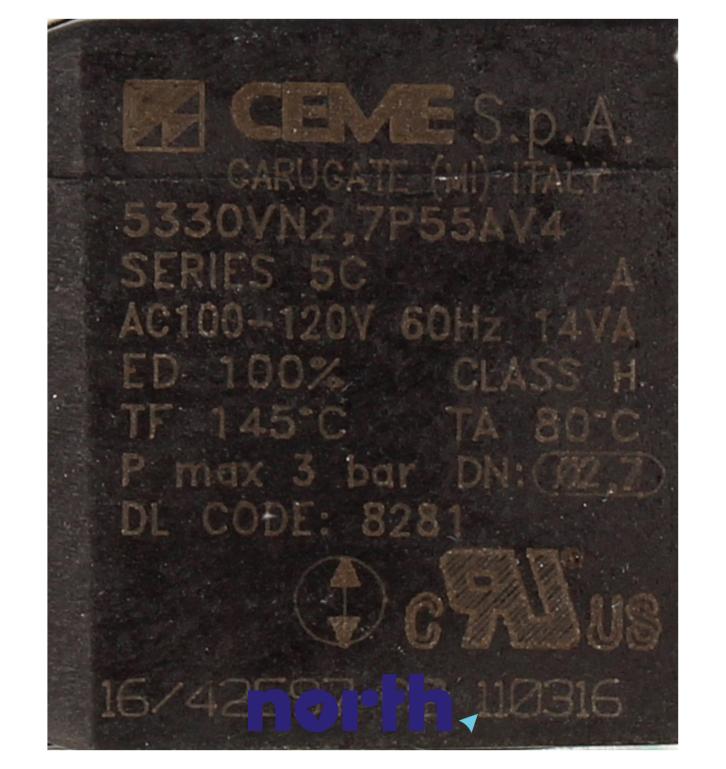 CEME S.p.A.
CARUGATE (MI) ITALY
5330VN2,7P55AV4
SERIES 5C A
AC100-120V 60Hz 14VA
ED 100% CLASS H
TF 145°C TA 80°C
P max 3 bar DN: Ø2,7
DL CODE: 8281
C UR US
110316
north